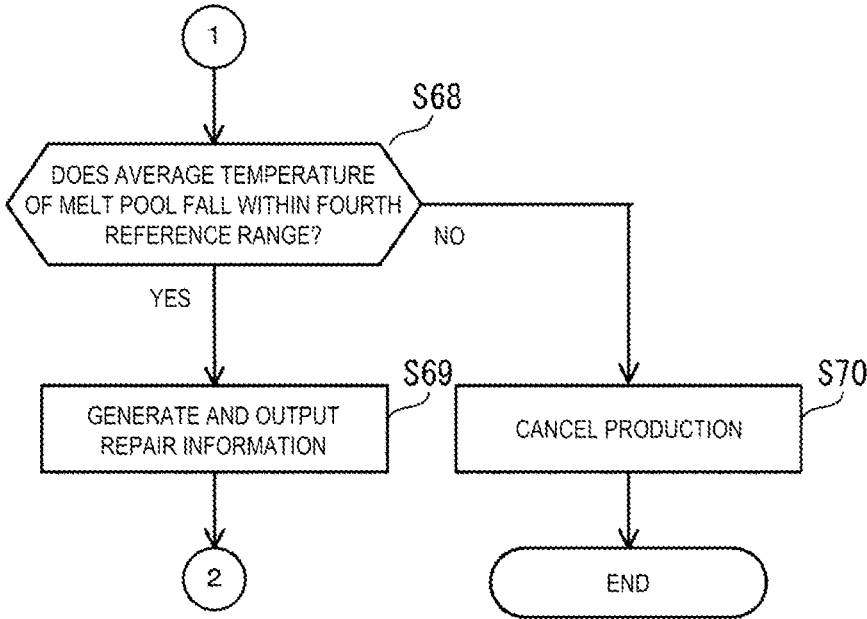 1
S68
DOES AVERAGE TEMPERATURE
OF MELT POOL FALL WITHIN FOURTH
REFERENCE RANGE?
NO
YES
S69
S70
GENERATE AND OUTPUT
REPAIR INFORMATION
CANCEL PRODUCTION
2
END